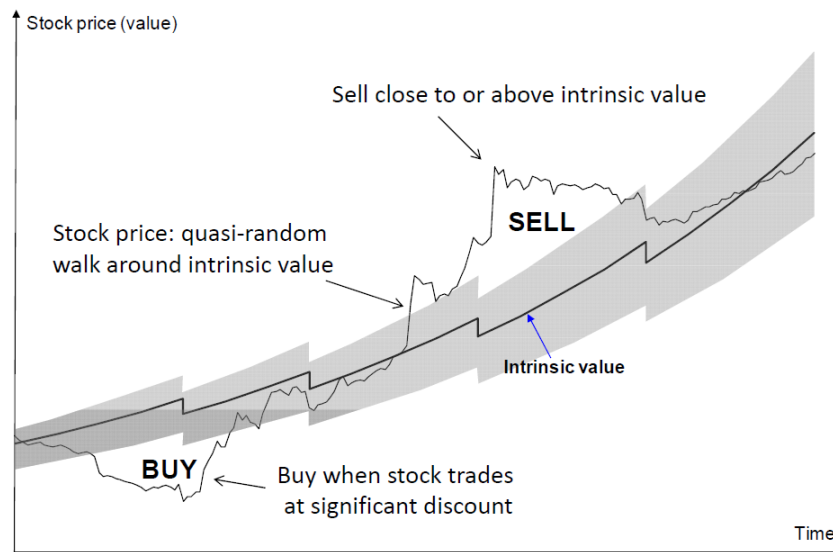 Stock price (value)
Sell close to or above intrinsic value
SELL
Stock price: quasi-random
walk around intrinsic value
Intrinsic value
BUY
Buy when stock trades
at significant discount
Time